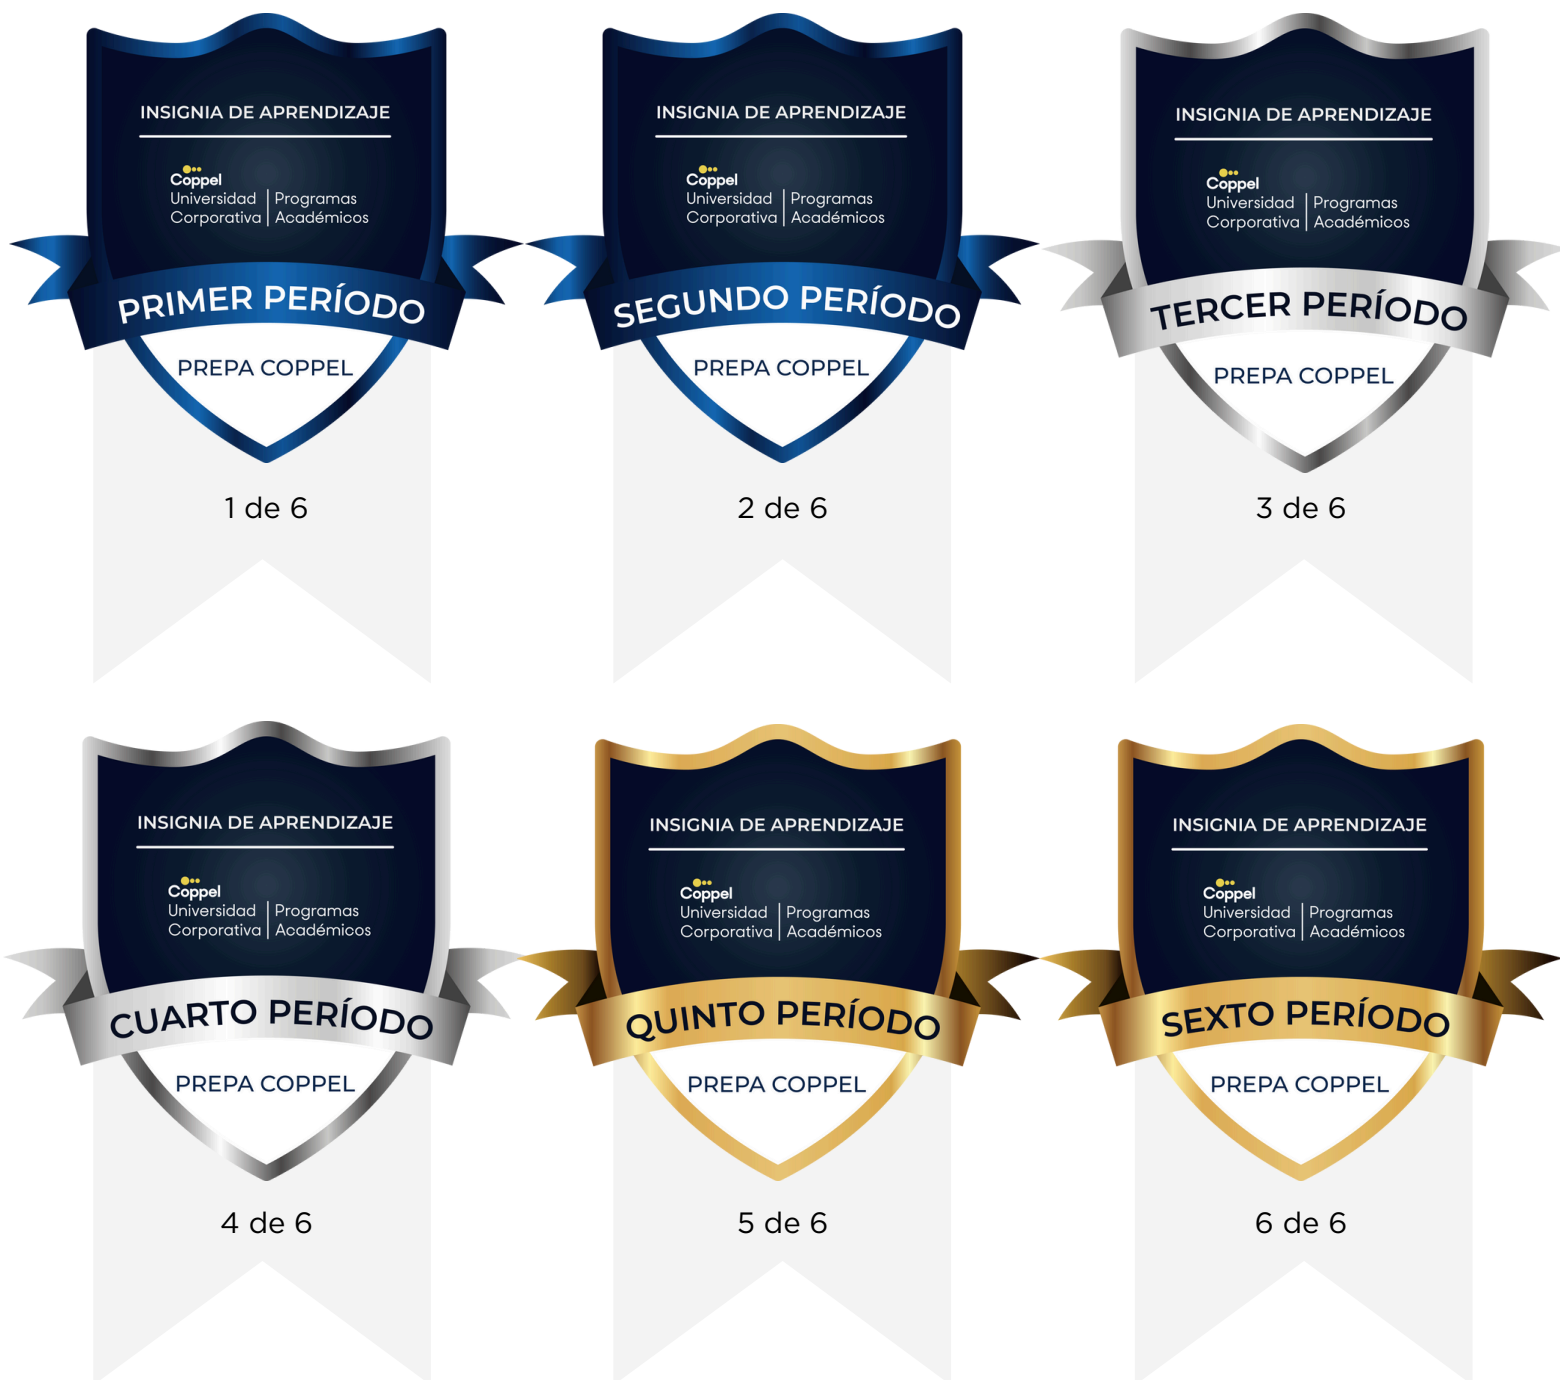 INSIGNIA DE APRENDIZAJE
Coppel
Universidad | Programas
Corporativa | Académicos
PRIMER PERÍODO
PREPA COPPEL
1 de 6
INSIGNIA DE APRENDIZAJE
Coppel
Universidad | Programas
Corporativa | Académicos
SEGUNDO PERÍODO
PREPA COPPEL
2 de 6
INSIGNIA DE APRENDIZAJE
Coppel
Universidad | Programas
Corporativa | Académicos
TERCER PERÍODO
PREPA COPPEL
3 de 6
INSIGNIA DE APRENDIZAJE
Coppel
Universidad | Programas
Corporativa | Académicos
CUARTO PERÍODO
PREPA COPPEL
4 de 6
INSIGNIA DE APRENDIZAJE
Coppel
Universidad | Programas
Corporativa | Académicos
QUINTO PERÍODO
PREPA COPPEL
5 de 6
INSIGNIA DE APRENDIZAJE
Coppel
Universidad | Programas
Corporativa | Académicos
SEXTO PERÍODO
PREPA COPPEL
6 de 6